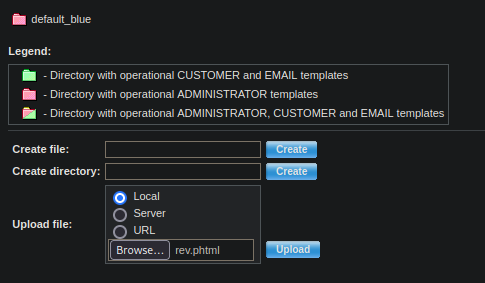 default_blue
Legend:
- Directory with operational CUSTOMER and EMAIL templates
- Directory with operational ADMINISTRATOR templates
- Directory with operational ADMINISTRATOR, CUSTOMER and EMAIL templates
Create file: Create
Create directory: Create
Local
Server
Upload file:
URL
Browse... rev.phtml Upload